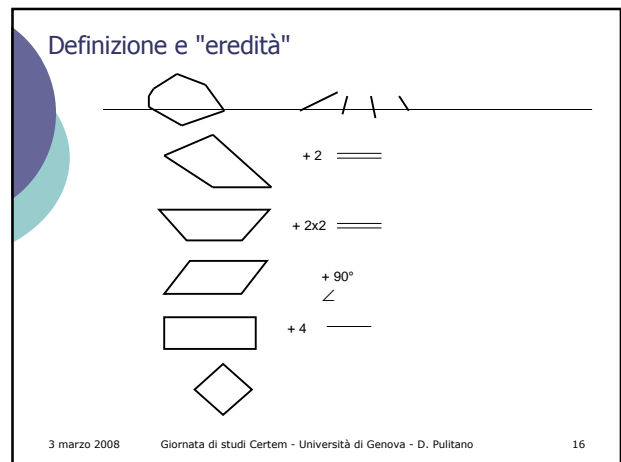 Definizione e "eredità"
+ 2
+ 2x2
+ 90°
+ 4
3 marzo 2008 Giornata di studi Certem - Università di Genova - D. Pulitano 16